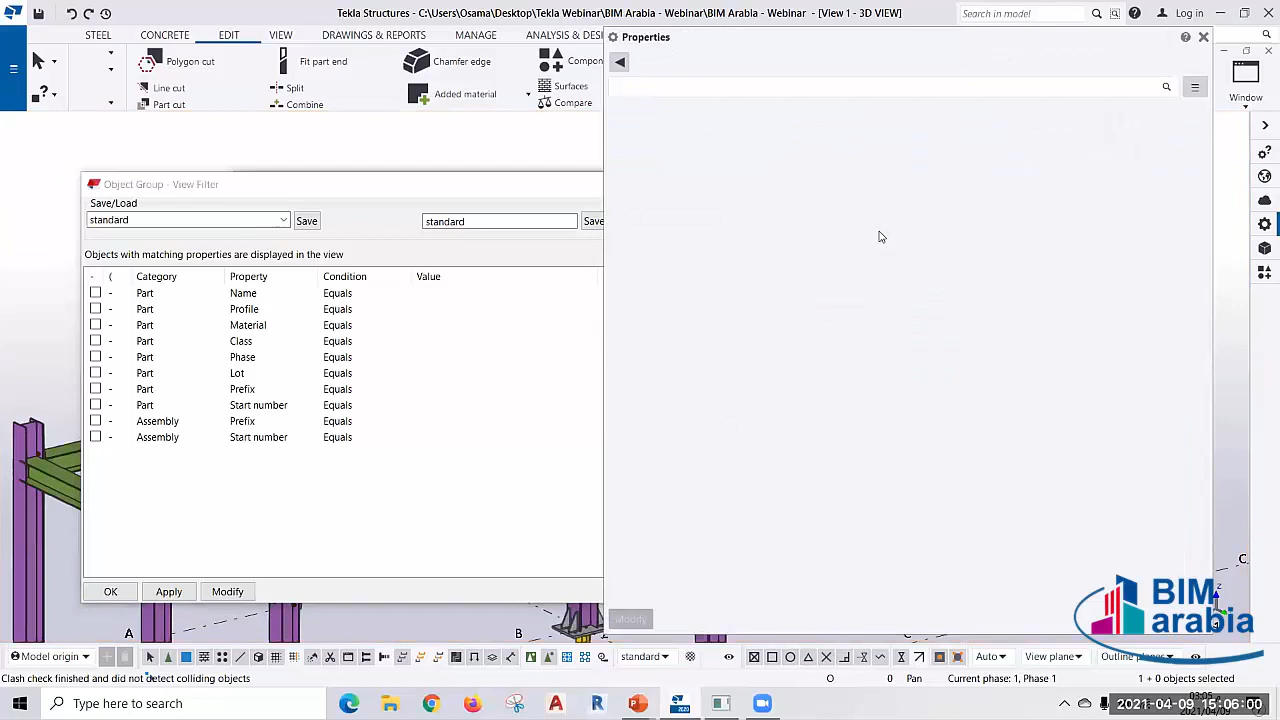 Tekla Structures - C:\Users\Osama\Desktop\Tekla Webinar\BIM Arabia - Webinar\BIM Arabia - Webinar - [View 1 - 3D VIEW]
Search in model
Log in
STEEL
CONCRETE
EDIT
VIEW
DRAWINGS & REPORTS
MANAGE
Polygon cut
Line cut
Part cut
Fit part end
Split
Combine
Chamfer edge
Added material
Surfaces
Compare
Window
Properties
Object Group - View Filter
Save/Load
standard
Save
standard
Save
Objects with matching properties are displayed in the view
- ( Category Property Condition Value
- Part Name Equals
- Part Profile Equals
- Part Material Equals
- Part Class Equals
- Part Phase Equals
- Part Lot Equals
- Part Prefix Equals
- Part Start number Equals
- Assembly Prefix Equals
- Assembly Start number Equals
OK
Apply
Modify
Modify
A
B
C
z
BIM
arabia
Model origin
standard
Auto
View plane
Outline planes
Clash check finished and did not detect colliding objects
O
0
Pan
Current phase: 1, Phase 1
1 + 0 objects selected
Type here to search
03:05
2021-04-09 15:06:00